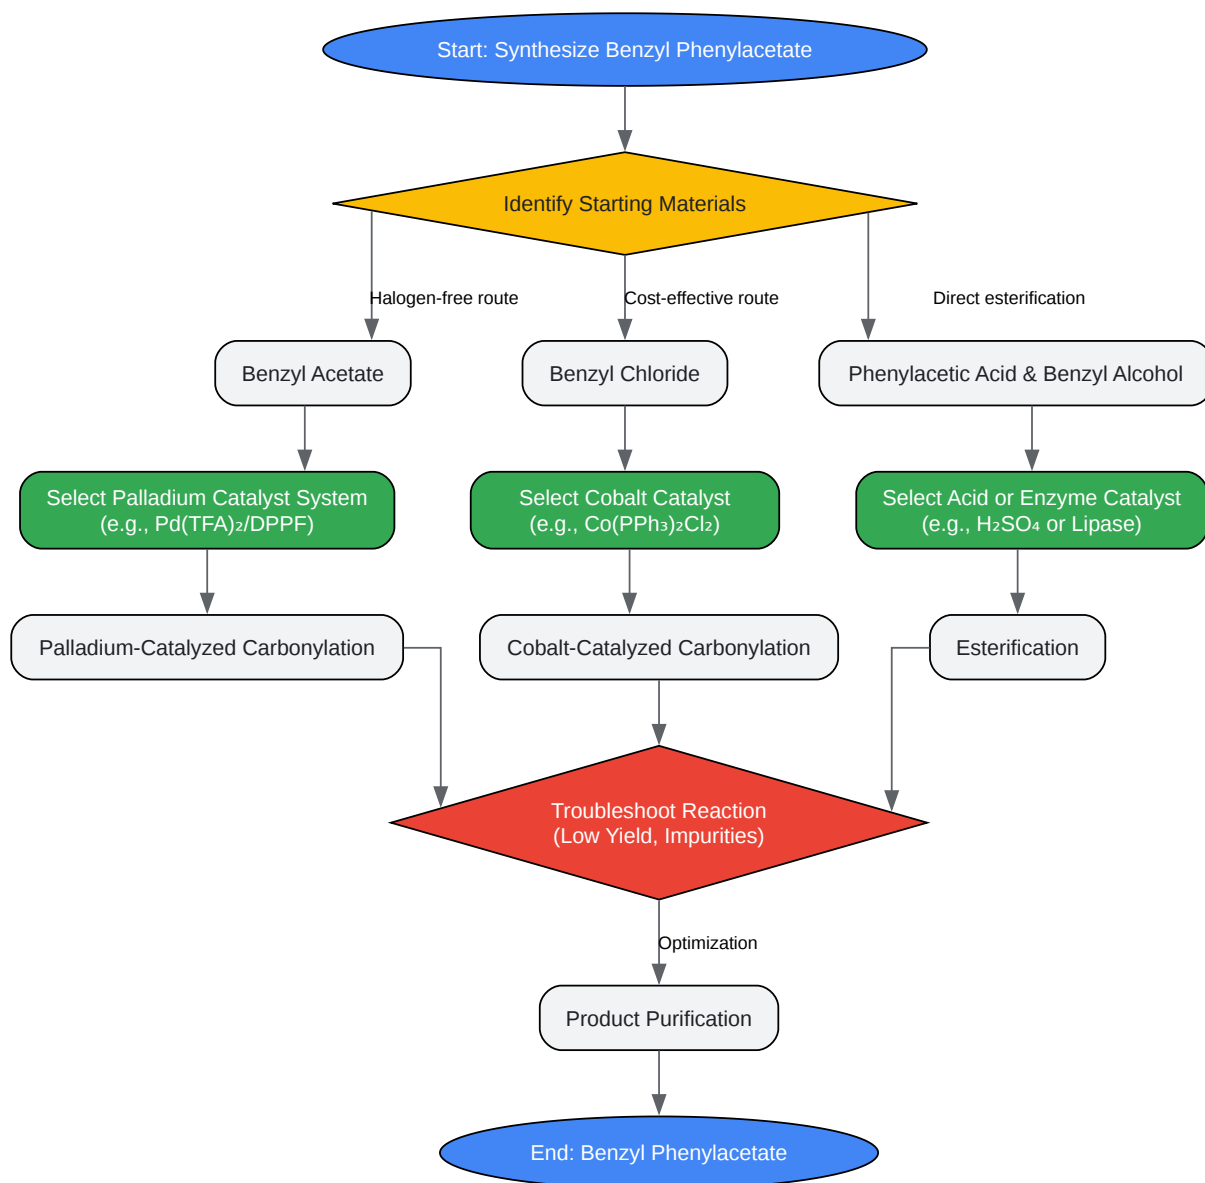 Start: Synthesize Benzyl Phenylacetate
Identify Starting Materials
Halogen-free route
Cost-effective route
Direct esterification
Benzyl Acetate
Benzyl Chloride
Phenylacetic Acid & Benzyl Alcohol
Select Palladium Catalyst System
(e.g., Pd(TFA)₂/DPPF)
Select Cobalt Catalyst
(e.g., Co(PPh₃)₂Cl₂)
Select Acid or Enzyme Catalyst
(e.g., H₂SO₄ or Lipase)
Palladium-Catalyzed Carbonylation
Cobalt-Catalyzed Carbonylation
Esterification
Troubleshoot Reaction
(Low Yield, Impurities)
Optimization
Product Purification
End: Benzyl Phenylacetate